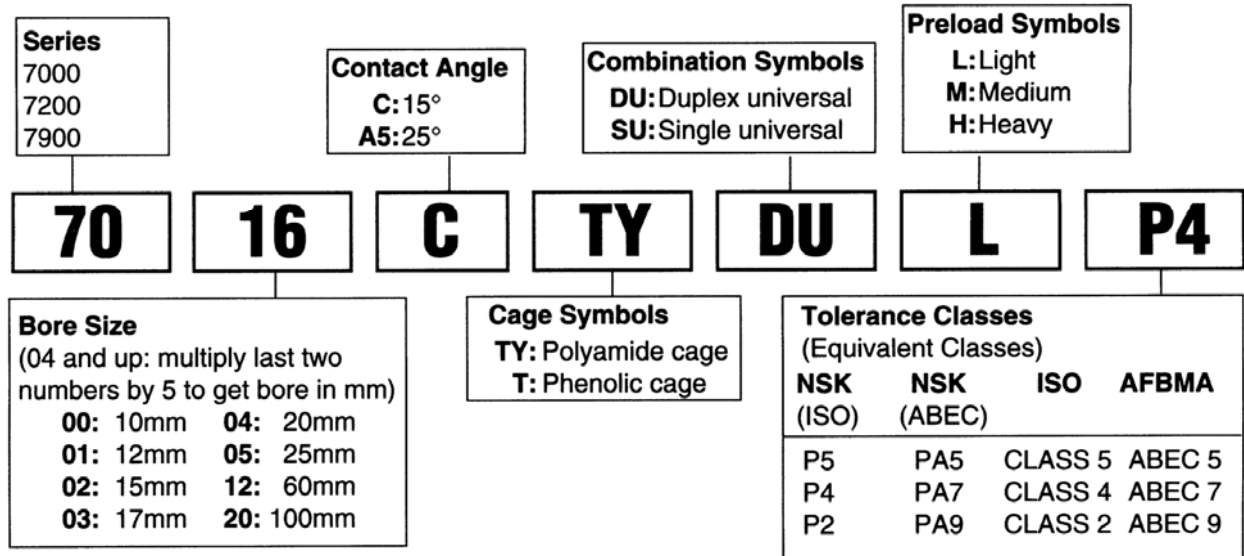 Series
7000
7200
7900
Contact Angle
C:15°
A5:25°
Combination Symbols
DU:Duplex universal
SU:Single universal
Preload Symbols
L:Light
M:Medium
H:Heavy
70 16 C TY DU L P4
Bore Size
(04 and up: multiply last two
numbers by 5 to get bore in mm)
00: 10mm 04: 20mm
01: 12mm 05: 25mm
02: 15mm 12: 60mm
03: 17mm 20: 100mm
Cage Symbols
TY: Polyamide cage
T: Phenolic cage
Tolerance Classes
(Equivalent Classes)
NSK NSK ISO AFBMA
(ISO) (ABEC)
P5 PA5 CLASS 5 ABEC 5
P4 PA7 CLASS 4 ABEC 7
P2 PA9 CLASS 2 ABEC 9